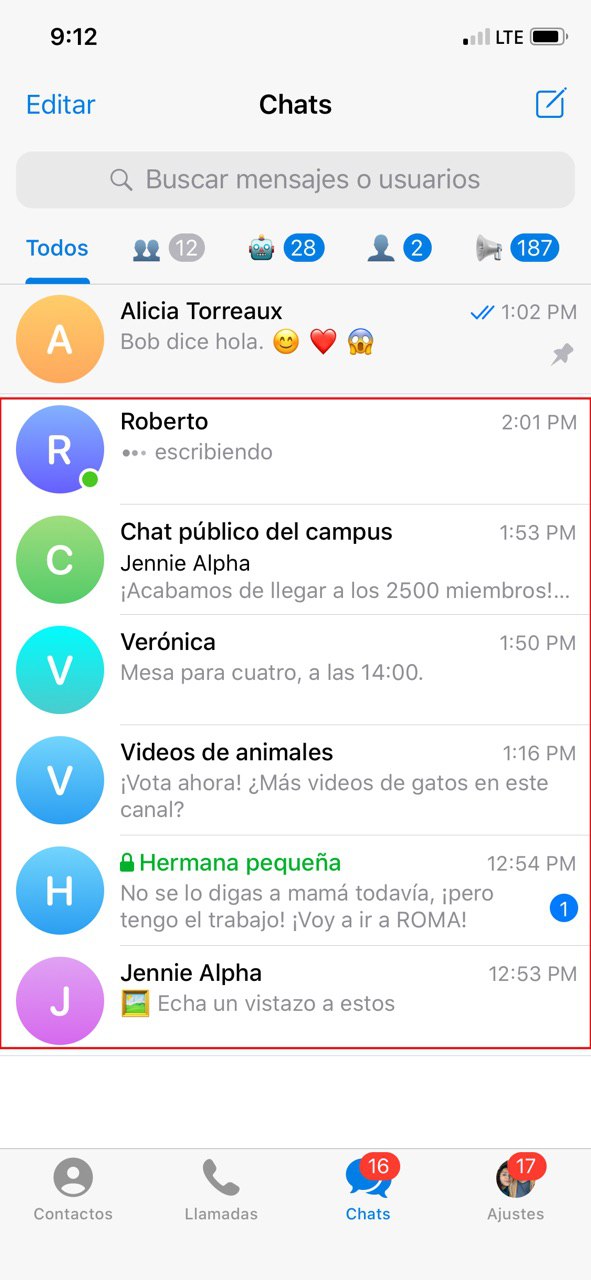 9:12 LTE
Editar Chats
Buscar mensajes o usuarios
Todos 12 28 2 187
A Alicia Torreaux 1:02 PM
Bob dice hola. 😊 ❤️ 😱
R Roberto 2:01 PM
••• escribiendo
C Chat público del campus 1:53 PM
Jennie Alpha
¡Acabamos de llegar a los 2500 miembros!...
V Verónica 1:50 PM
Mesa para cuatro, a las 14:00.
V Videos de animales 1:16 PM
¡Vota ahora! ¿Más videos de gatos en este
canal?
H Hermana pequeña 12:54 PM
No se lo digas a mamá todavía, ¡pero
tengo el trabajo! ¡Voy a ir a ROMA! 1
J Jennie Alpha 12:53 PM
🖼️ Echa un vistazo a estos
16 17
Contactos Llamadas Chats Ajustes